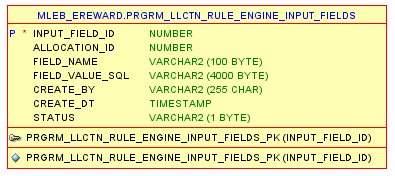 MLEB_EREWARD.PRGRM_LLCTN_RULE_ENGINE_INPUT_FIELDS
P * INPUT_FIELD_ID NUMBER
ALLOCATION_ID NUMBER
FIELD_NAME VARCHAR2 (100 BYTE)
FIELD_VALUE_SQL VARCHAR2 (4000 BYTE)
CREATE_BY VARCHAR2 (255 CHAR)
CREATE_DT TIMESTAMP
STATUS VARCHAR2 (1 BYTE)
PRGRM_LLCTN_RULE_ENGINE_INPUT_FIELDS_PK (INPUT_FIELD_ID)
PRGRM_LLCTN_RULE_ENGINE_INPUT_FIELDS_PK (INPUT_FIELD_ID)